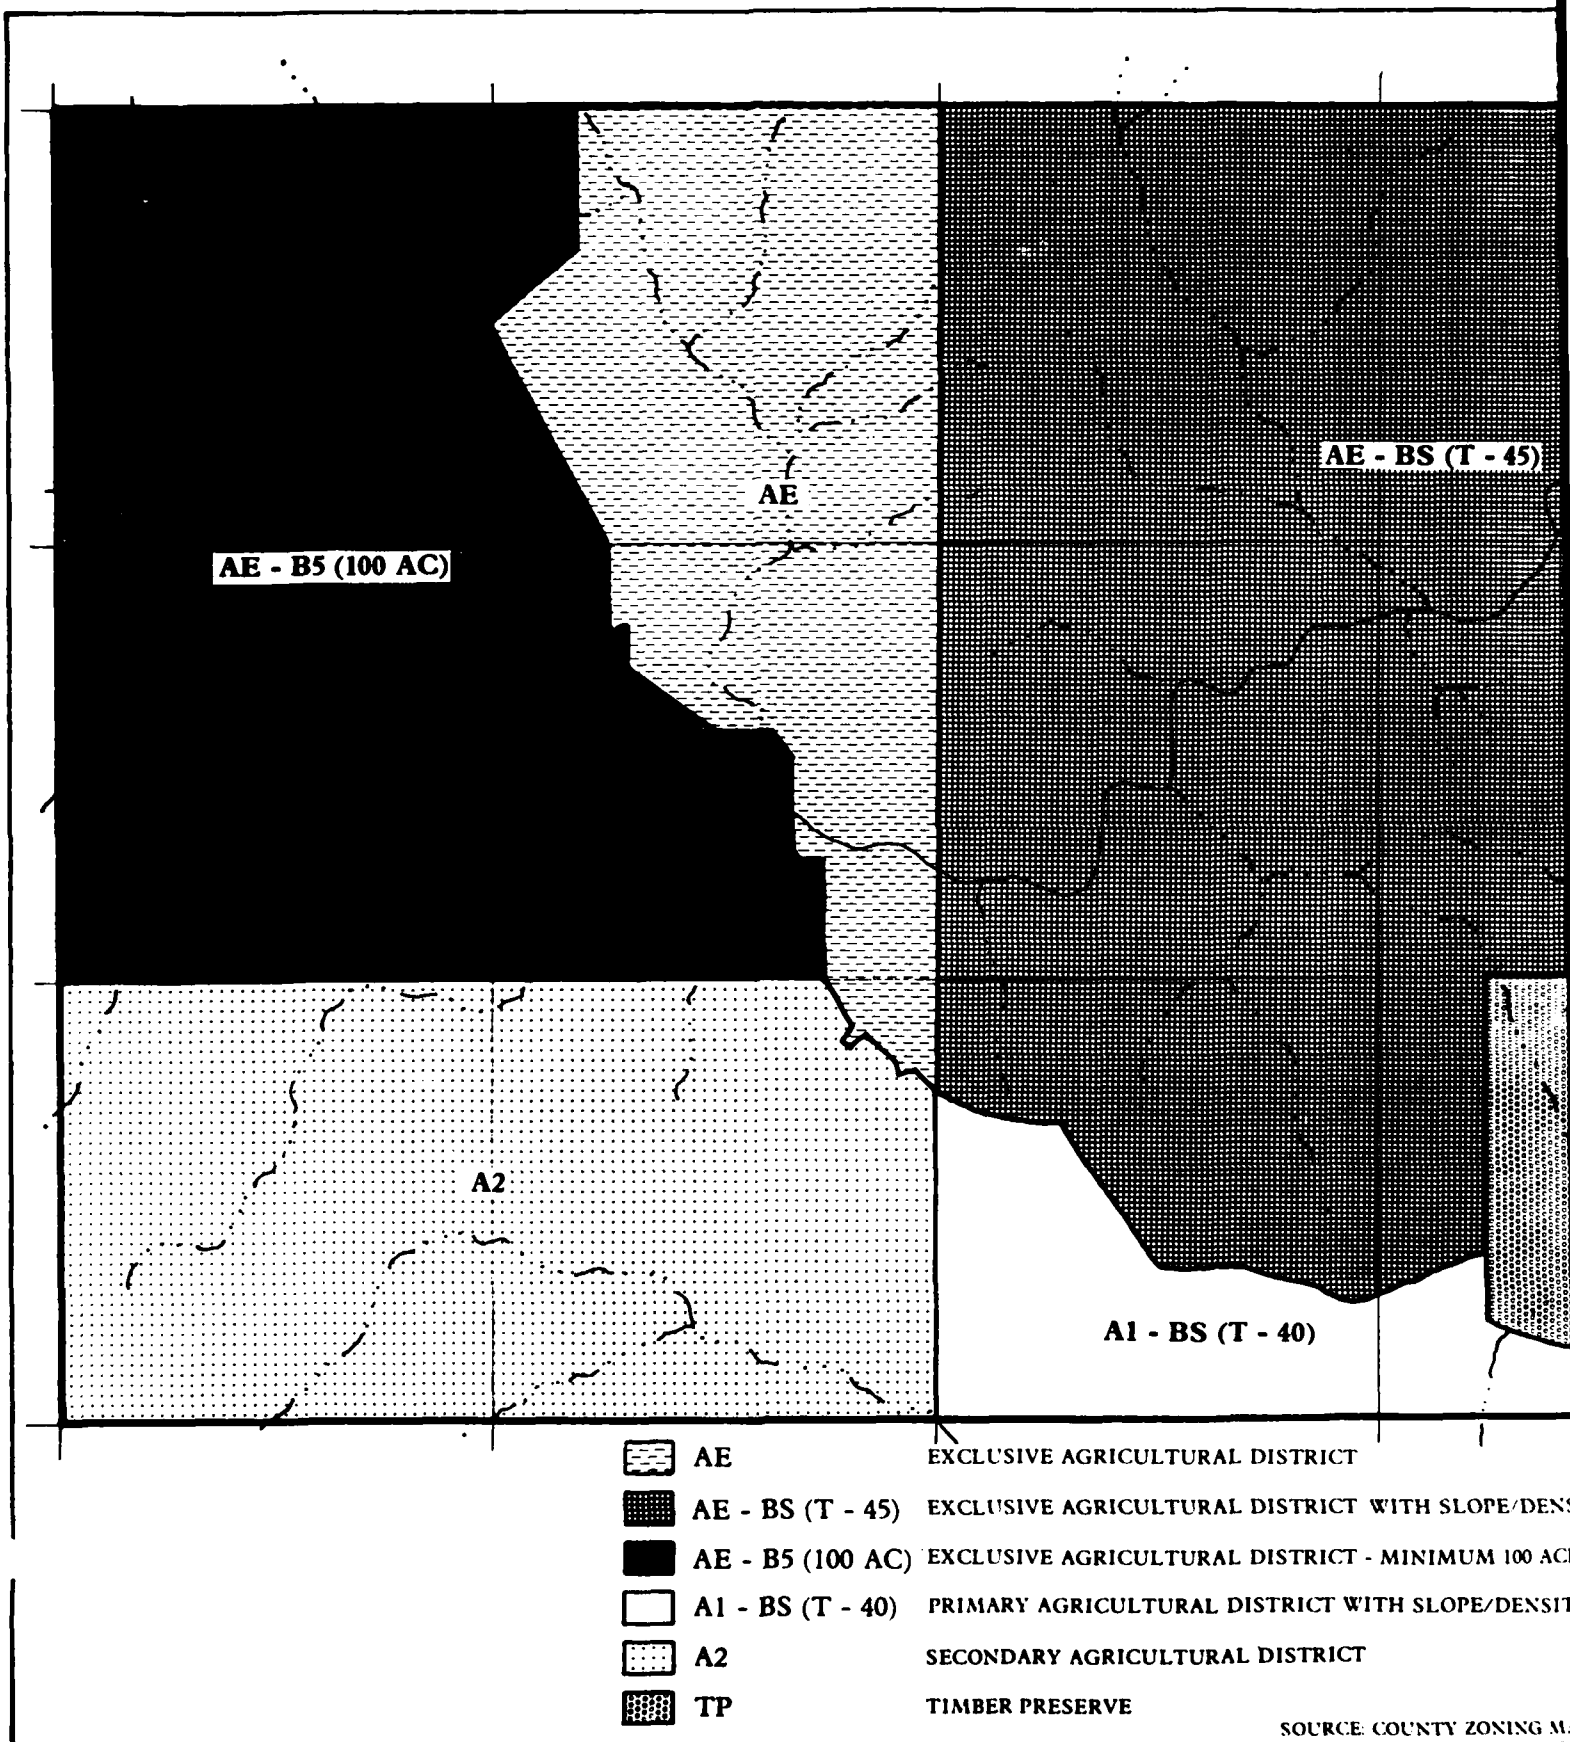 AE - BS (T - 45)
AE
AE - B5 (100 AC)
A2
A1 - BS (T - 40)
AE EXCLUSIVE AGRICULTURAL DISTRICT
AE - BS (T - 45) EXCLUSIVE AGRICULTURAL DISTRICT WITH SLOPE/DENS
AE - B5 (100 AC) EXCLUSIVE AGRICULTURAL DISTRICT - MINIMUM 100 AC
A1 - BS (T - 40) PRIMARY AGRICULTURAL DISTRICT WITH SLOPE/DENSIT
A2 SECONDARY AGRICULTURAL DISTRICT
TP TIMBER PRESERVE
SOURCE: COUNTY ZONING